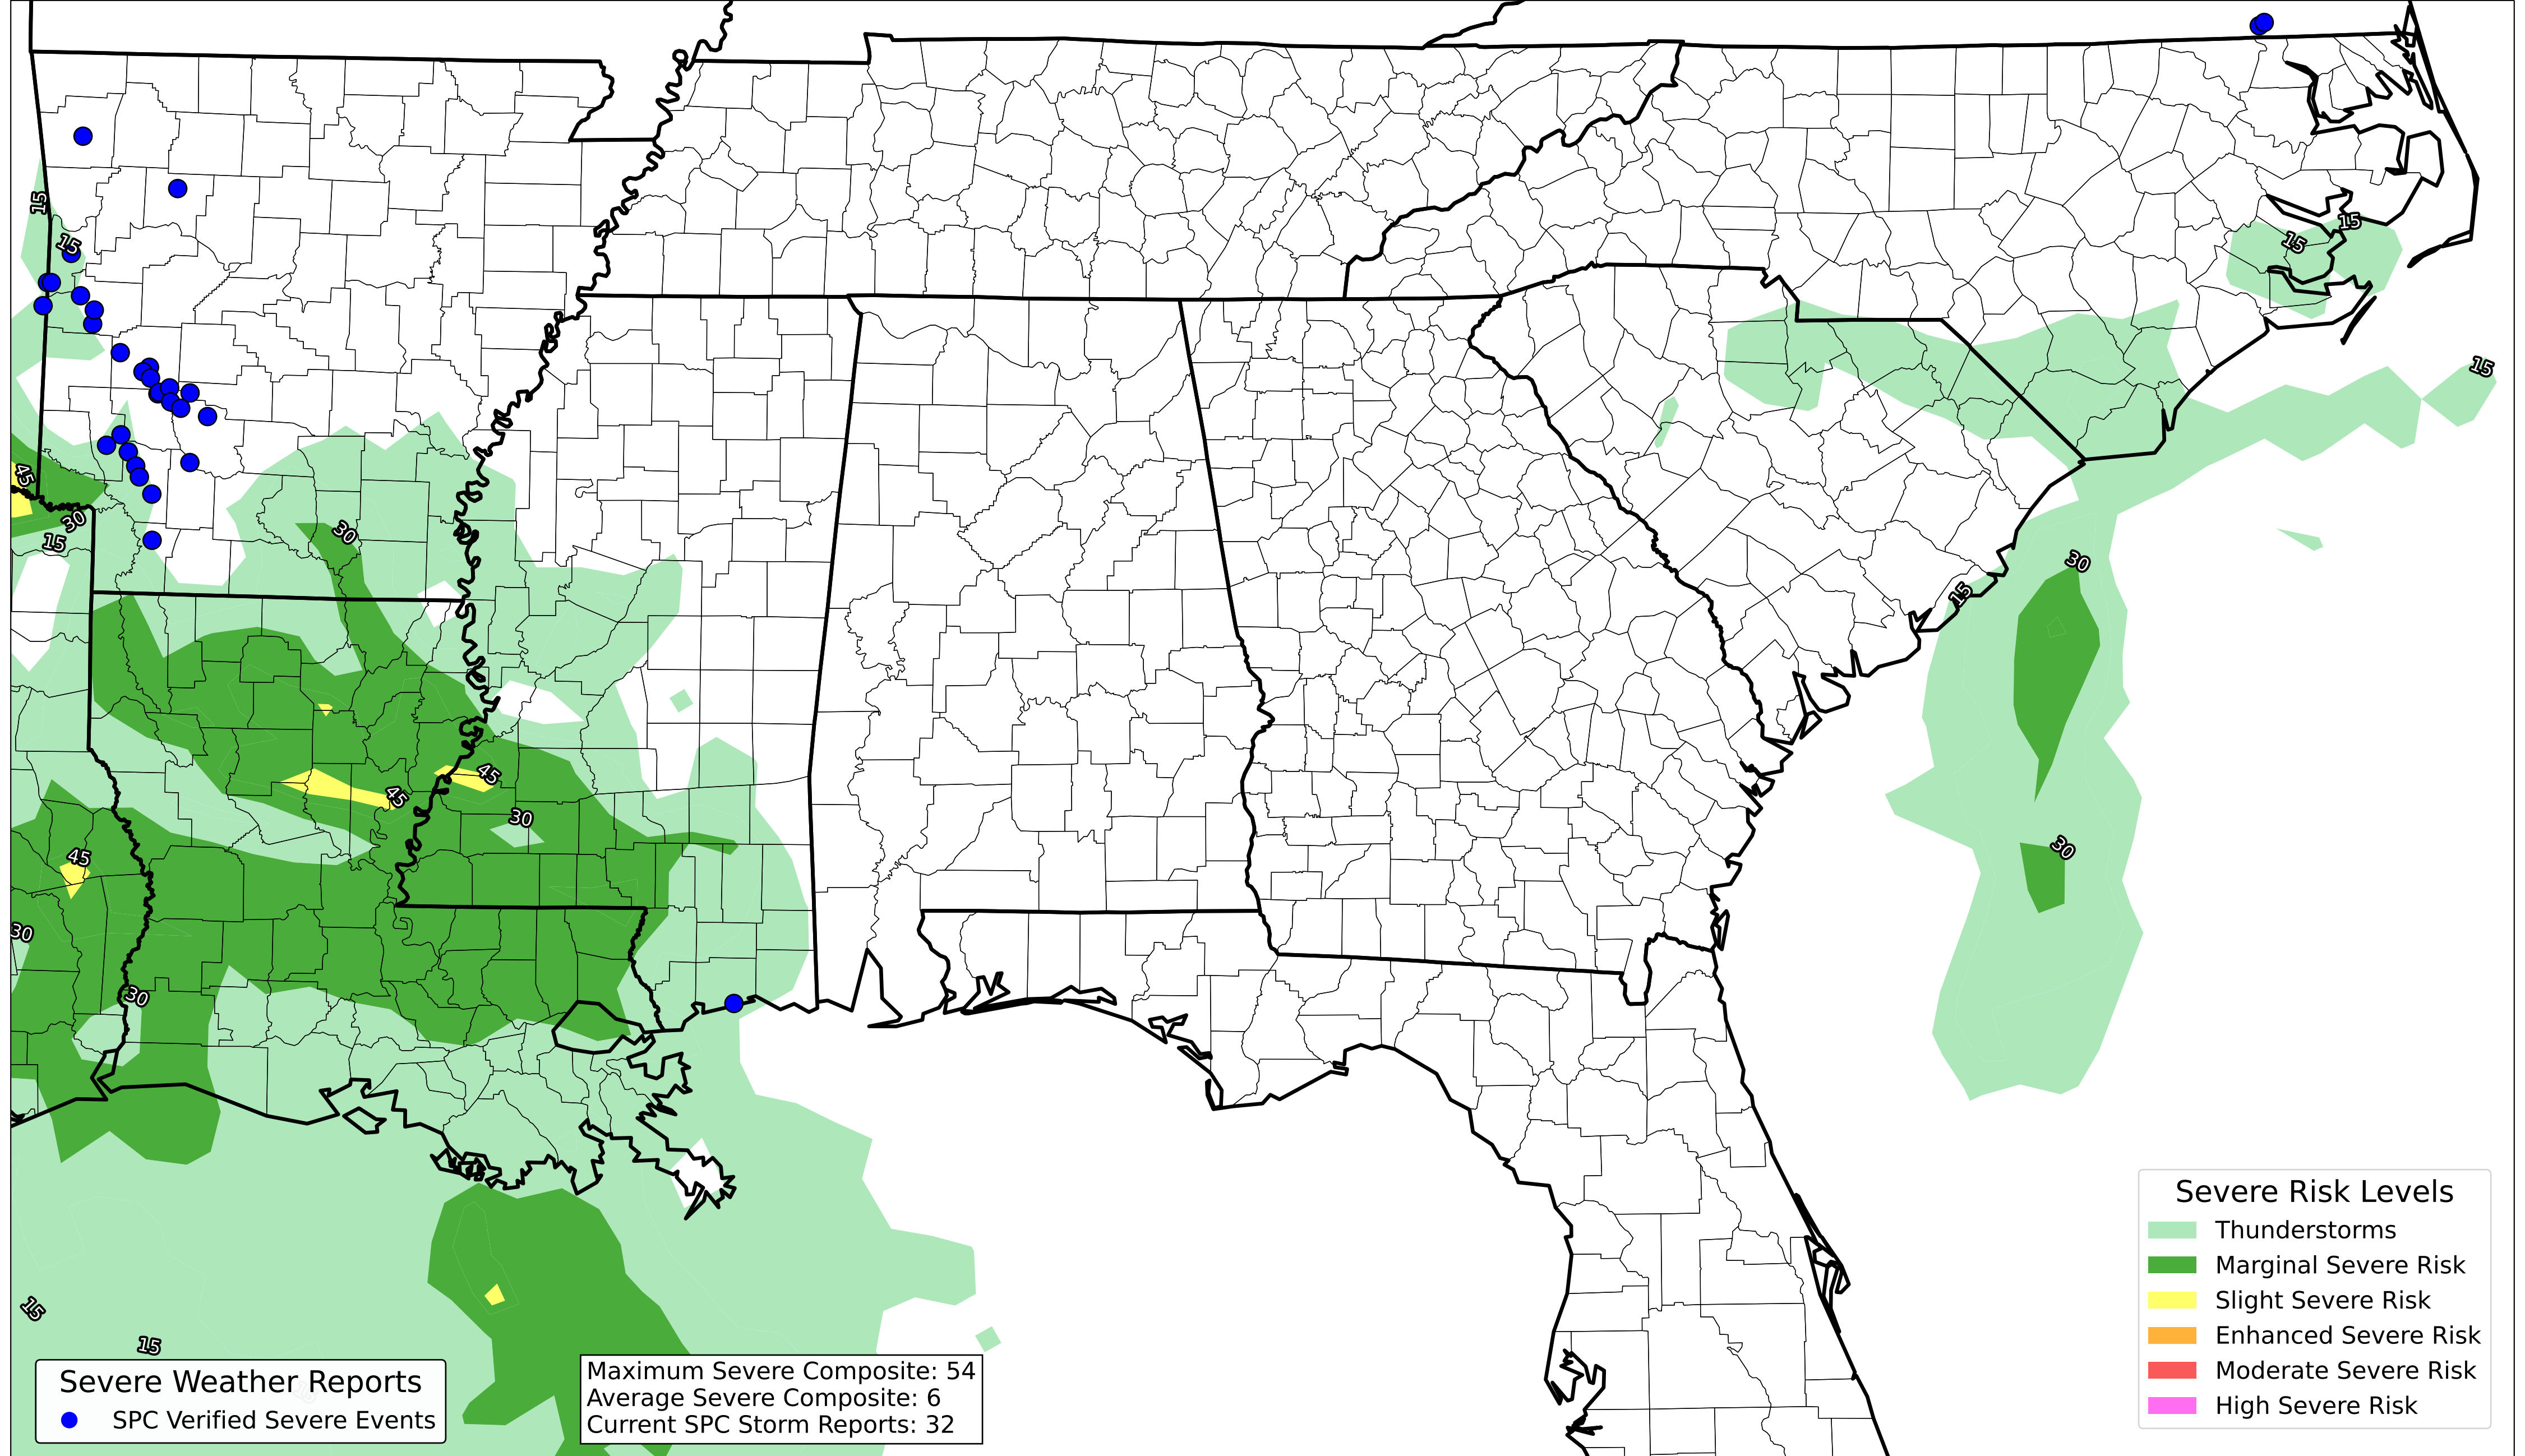 15
15
15
15
45
30
15
30
30
15
45
45
30
45
30
30
30
15
15
Severe Weather Reports
SPC Verified Severe Events
Maximum Severe Composite: 54
Average Severe Composite: 6
Current SPC Storm Reports: 32
Severe Risk Levels
Thunderstorms
Marginal Severe Risk
Slight Severe Risk
Enhanced Severe Risk
Moderate Severe Risk
High Severe Risk